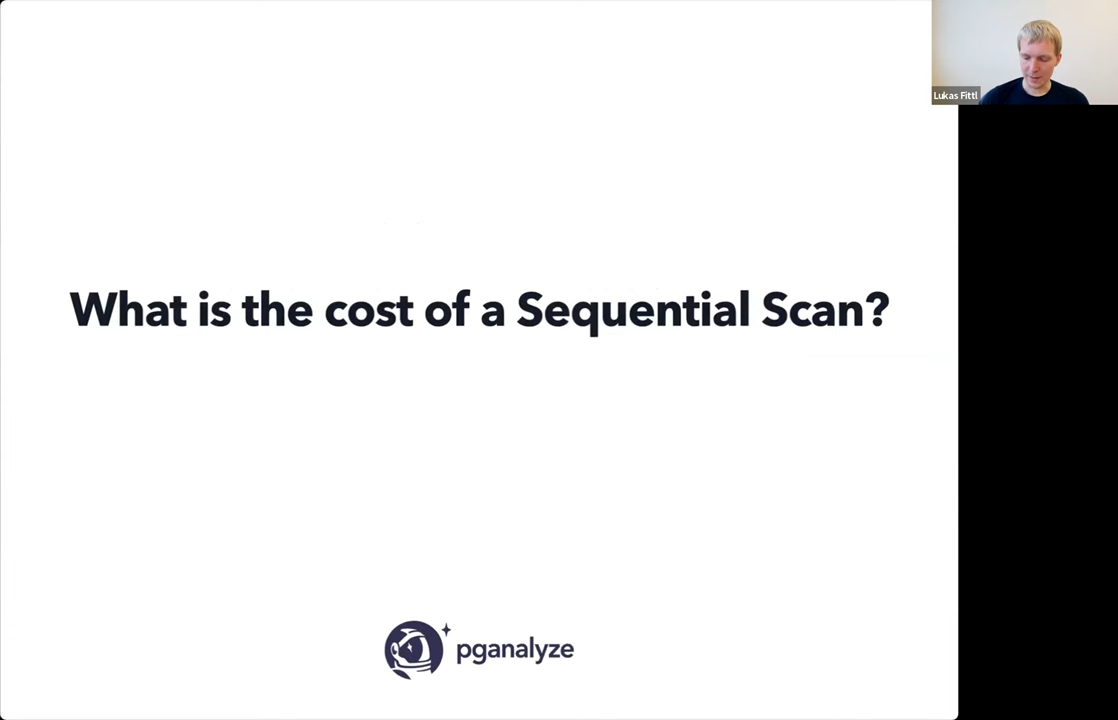 Lukas Fittl
What is the cost of a Sequential Scan?
pganalyze